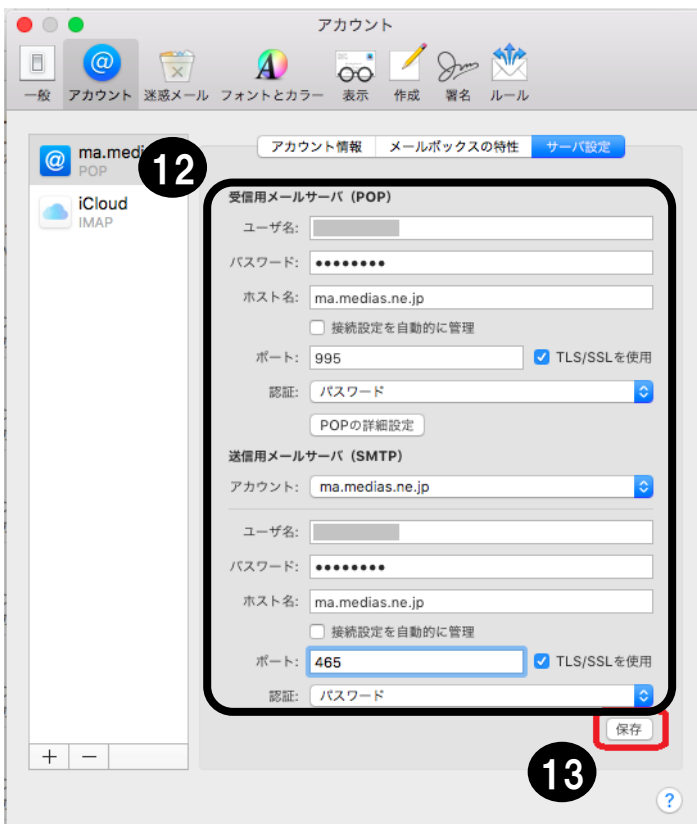 アカウント
一般 アカウント 迷惑メール フォントとカラー 表示 作成 署名 ルール
ma.medi
POP
iCloud
IMAP
12
アカウント情報 メールボックスの特性 サーバ設定
受信用メールサーバ（POP）
ユーザ名:
パスワード: ••••••••
ホスト名: ma.medias.ne.jp
接続設定を自動的に管理
ポート: 995 TLS/SSLを使用
認証: パスワード
POPの詳細設定
送信用メールサーバ（SMTP）
アカウント: ma.medias.ne.jp
ユーザ名:
パスワード: ••••••••
ホスト名: ma.medias.ne.jp
接続設定を自動的に管理
ポート: 465 TLS/SSLを使用
認証: パスワード
保存
13
+ −
?